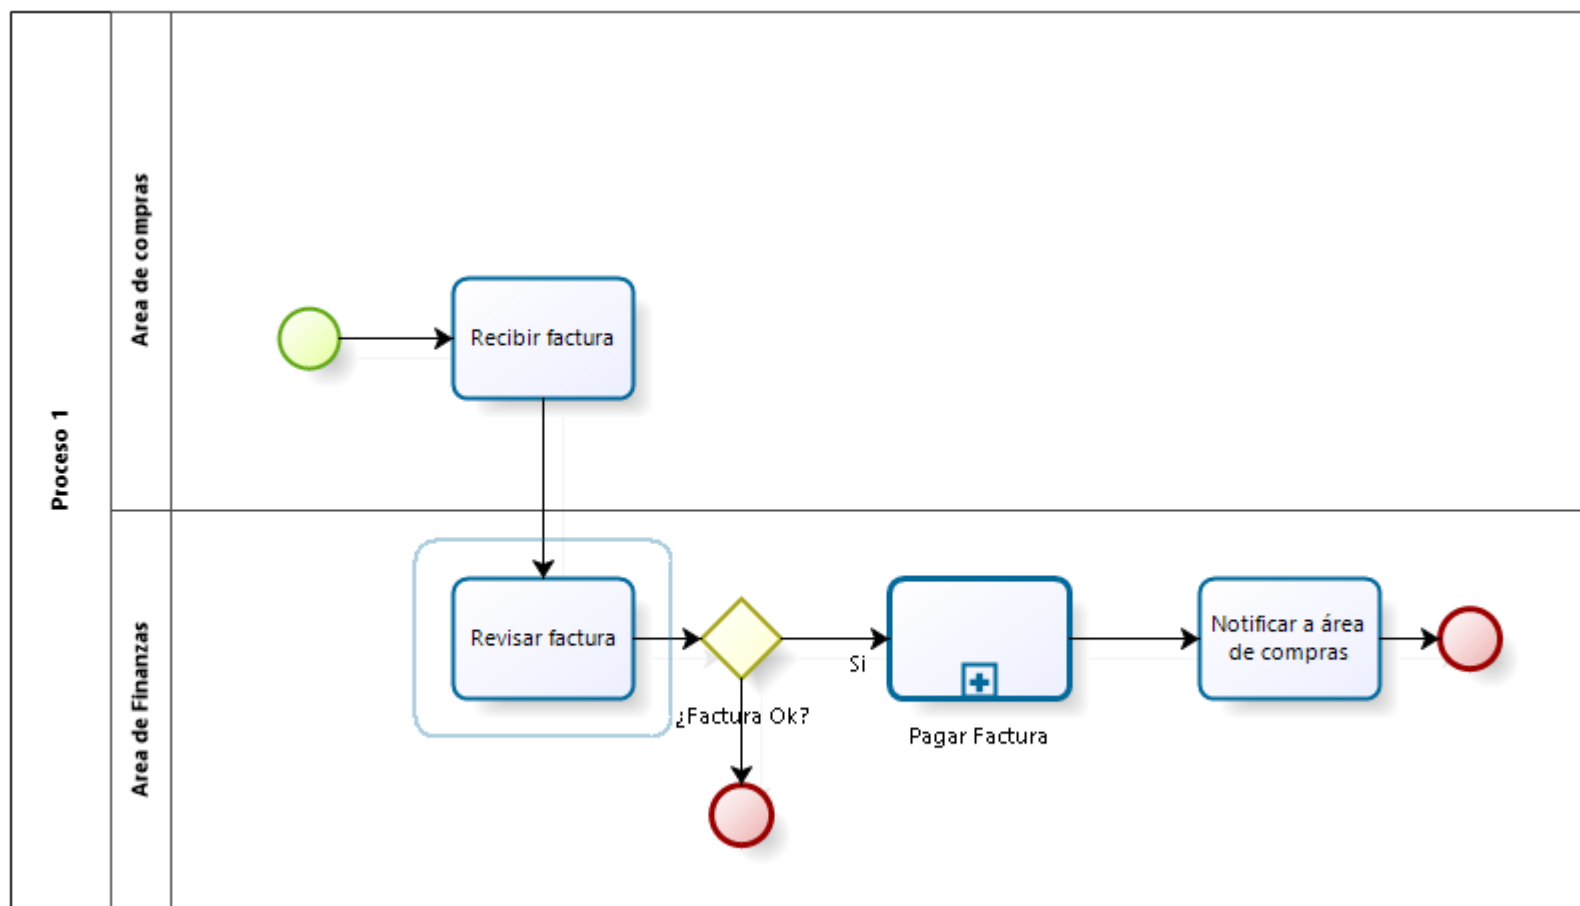 Proceso 1
Area de compras
Recibir factura
Area de Finanzas
Revisar factura
¿Factura Ok?
Si
Pagar Factura
Notificar a área
de compras